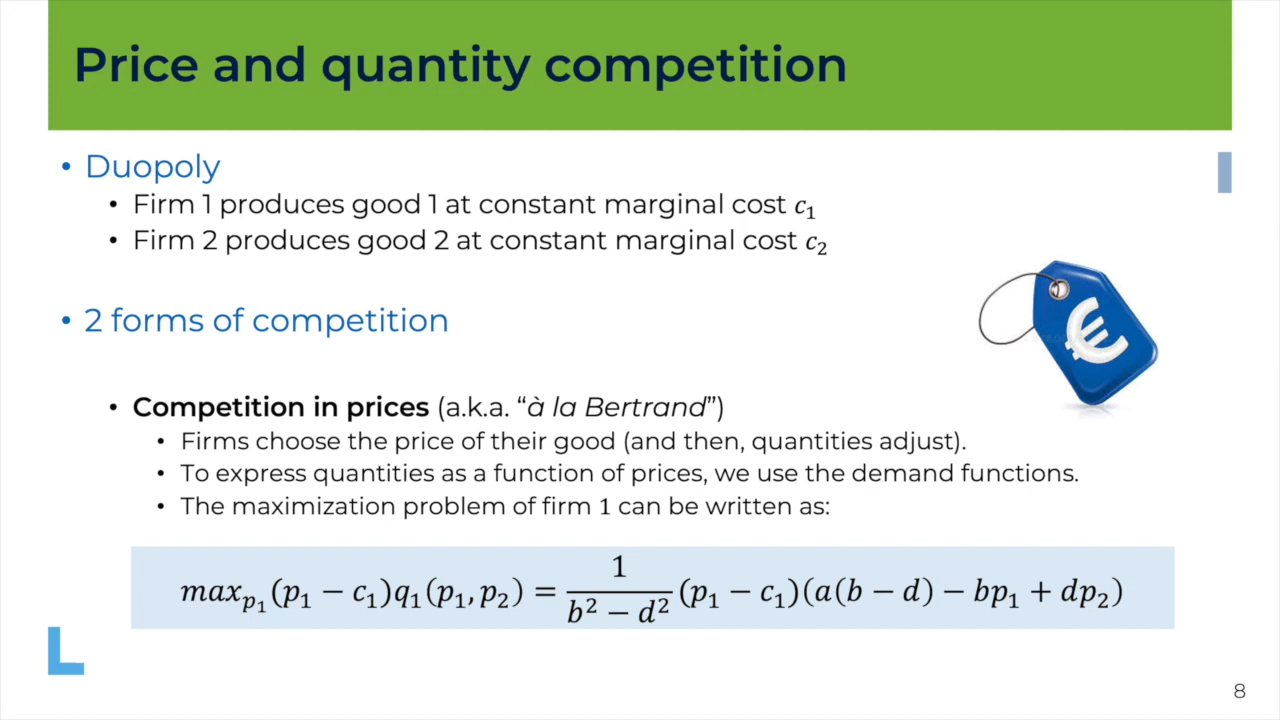 Price and quantity competition
• Duopoly
• Firm 1 produces good 1 at constant marginal cost c₁
• Firm 2 produces good 2 at constant marginal cost c₂
• 2 forms of competition
€
• Competition in prices (a.k.a. “à la Bertrand”)
• Firms choose the price of their good (and then, quantities adjust).
• To express quantities as a function of prices, we use the demand functions.
• The maximization problem of firm 1 can be written as:
max_{p₁}(p₁ − c₁)q₁(p₁, p₂) = \frac{1}{b² − d²}(p₁ − c₁)(a(b − d) − bp₁ + dp₂)
8